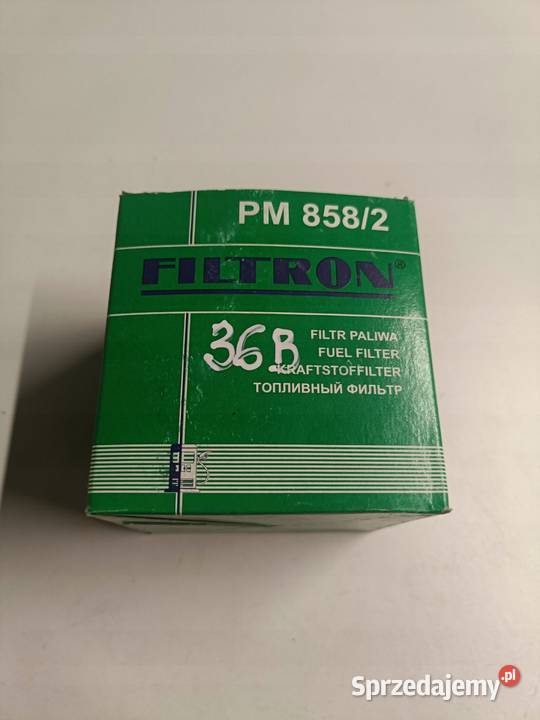 PM 858/2
FILTRON®
36B
FILTR PALIWA
FUEL FILTER
KRAFTSTOFFILTER
ТОПЛИВНЫЙ ФИЛЬТР
Sprzedajemy.pl